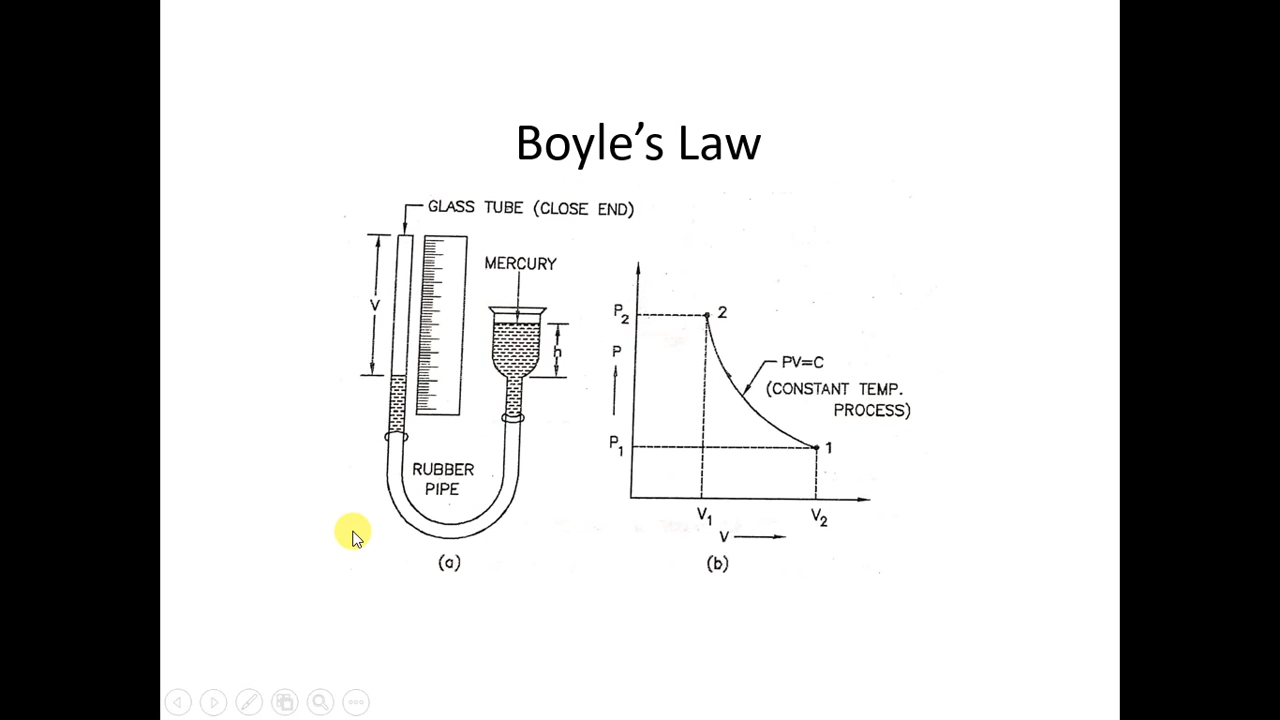 Boyle’s Law
GLASS TUBE (CLOSE END)
MERCURY
V
h
RUBBER
PIPE
(a)
P₂
2
P
PV=C
(CONSTANT TEMP.
PROCESS)
P₁
1
V₁
V₂
V
(b)